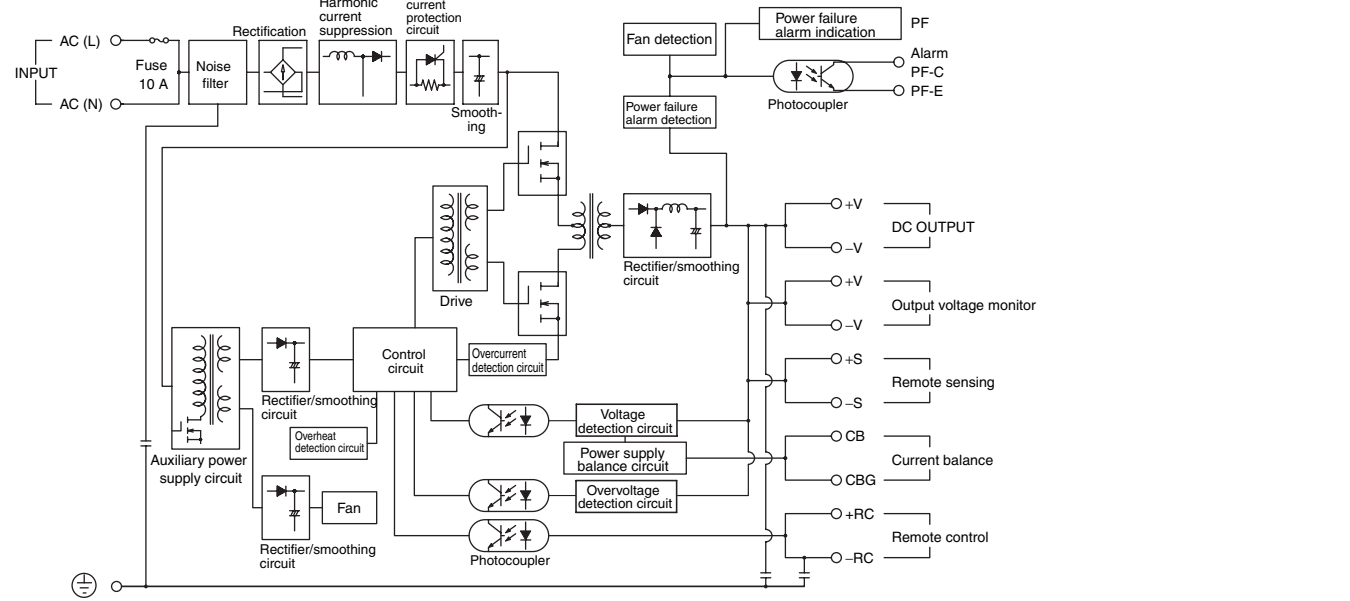 Harmonic
current
suppression
current
protection
circuit
Rectification
AC (L)
INPUT
AC (N)
Fuse
10 A
Noise
filter
Smooth-
ing
Fan detection
Power failure
alarm indication
PF
Alarm
PF-C
PF-E
Photocoupler
Power failure
alarm detection
Drive
Rectifier/smoothing
circuit
+V
−V
DC OUTPUT
+V
−V
Output voltage monitor
+S
−S
Remote sensing
CB
CBG
Current balance
+RC
−RC
Remote control
Control
circuit
Overcurrent
detection circuit
Rectifier/smoothing
circuit
Overheat
detection circuit
Auxiliary power
supply circuit
Voltage
detection circuit
Power supply
balance circuit
Overvoltage
detection circuit
Fan
Rectifier/smoothing
circuit
Photocoupler